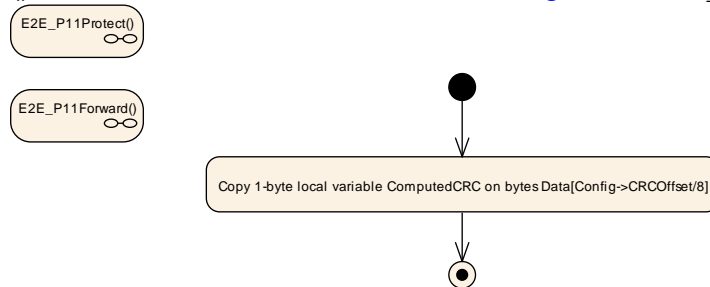 E2E_P11Protect()
E2E_P11Forward()
Copy 1-byte local variable ComputedCRC on bytes Data[Config->CRCOffset/8]